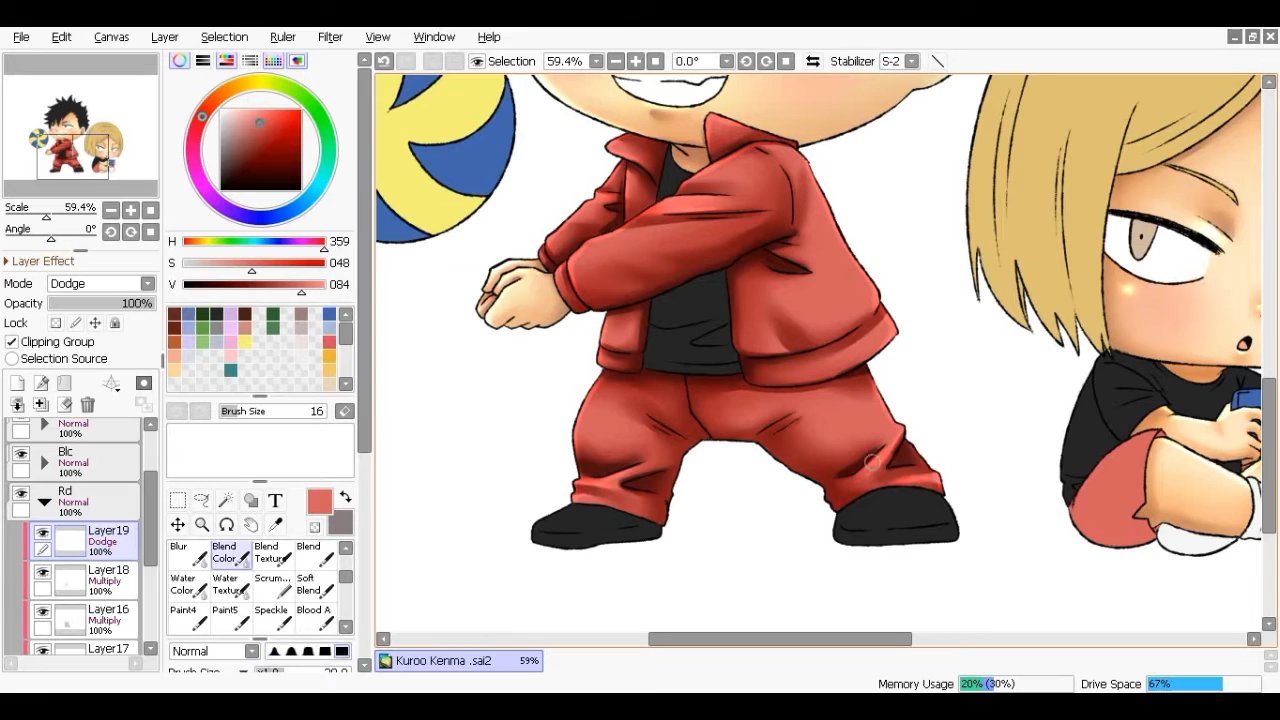 File Edit Canvas Layer Selection Ruler Filter View Window Help
Selection 59.4% 0.0° Stabilizer S-2
Scale 59.4%
Angle 0°
Layer Effect
Mode Dodge
Opacity 100%
Lock
Clipping Group
Selection Source
Normal
100%
Blc
Normal
100%
Rd
Normal
100%
Layer19
Dodge
100%
Layer18
Multiply
100%
Layer16
Multiply
100%
Layer17
H 359
S 048
V 084
Brush Size 16
T
Blur Blend Color Blend Textur Blend
Water Color Water Textur Scrum... Soft Blend
Paint4 Paint5 Speckle Blood A
Normal
Kuroo Kenma .sai2 59%
Memory Usage 20% (30%) Drive Space 67%